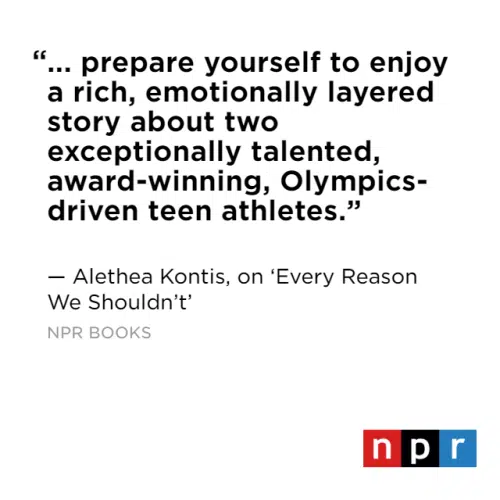 “... prepare yourself to enjoy
a rich, emotionally layered
story about two
exceptionally talented,
award-winning, Olympics-
driven teen athletes.”
— Alethea Kontis, on ‘Every Reason
We Shouldn’t’
NPR BOOKS
npr